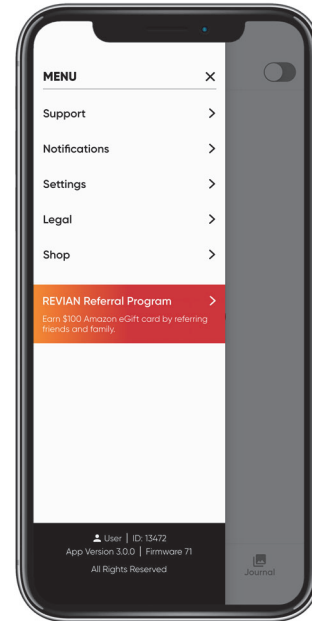 MENU
Support
Notifications
Settings
Legal
Shop
REVIAN Referral Program
Earn $100 Amazon eGift card by referring
friends and family.
User | ID: 13472
App Version 3.0.0 | Firmware 71
All Rights Reserved
Journal